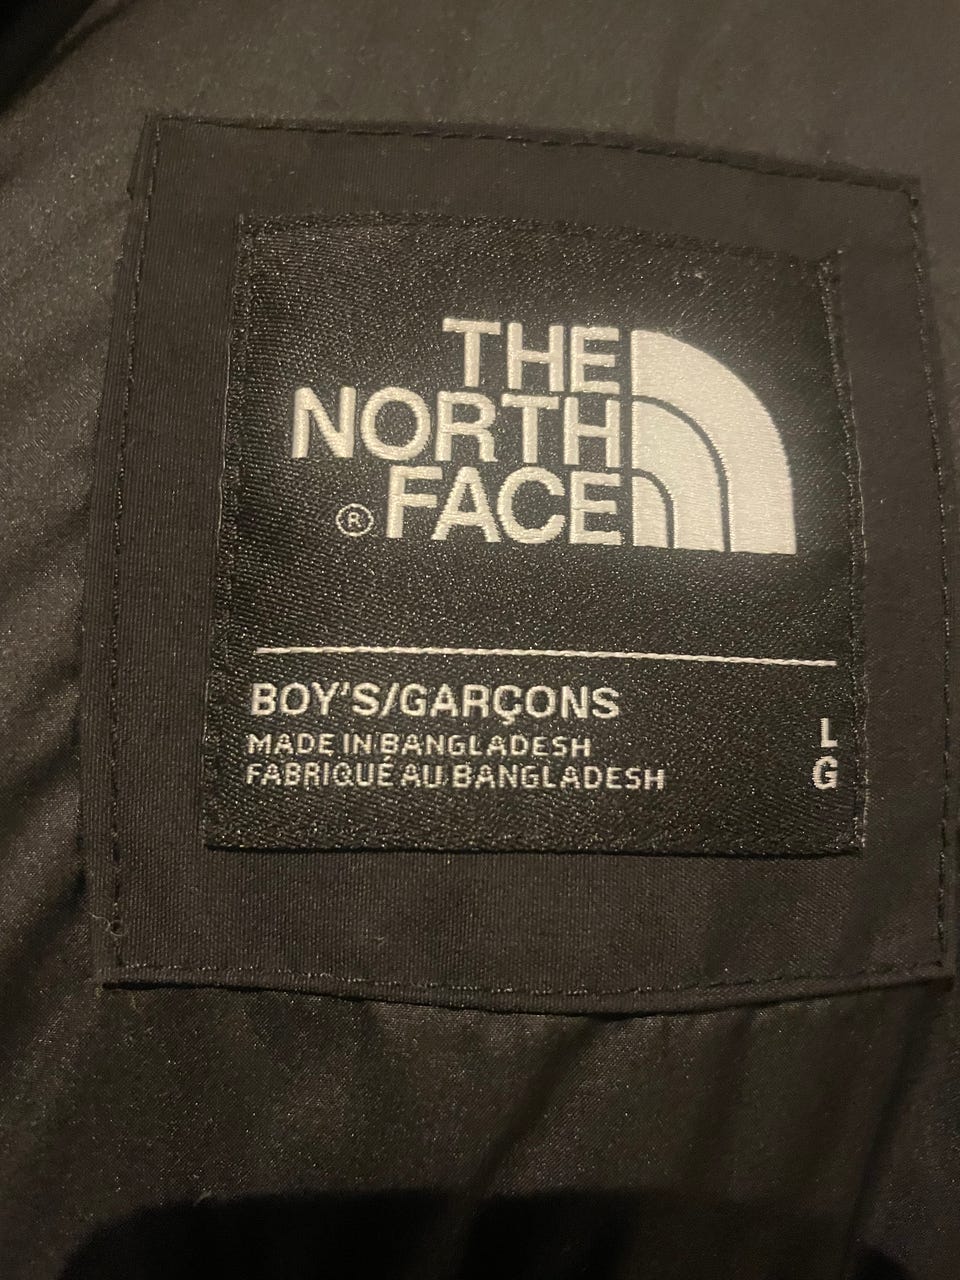 THE
NORTH
® FACE
BOY'S/GARÇONS
MADE IN BANGLADESH
FABRIQUÉ AU BANGLADESH
L
G